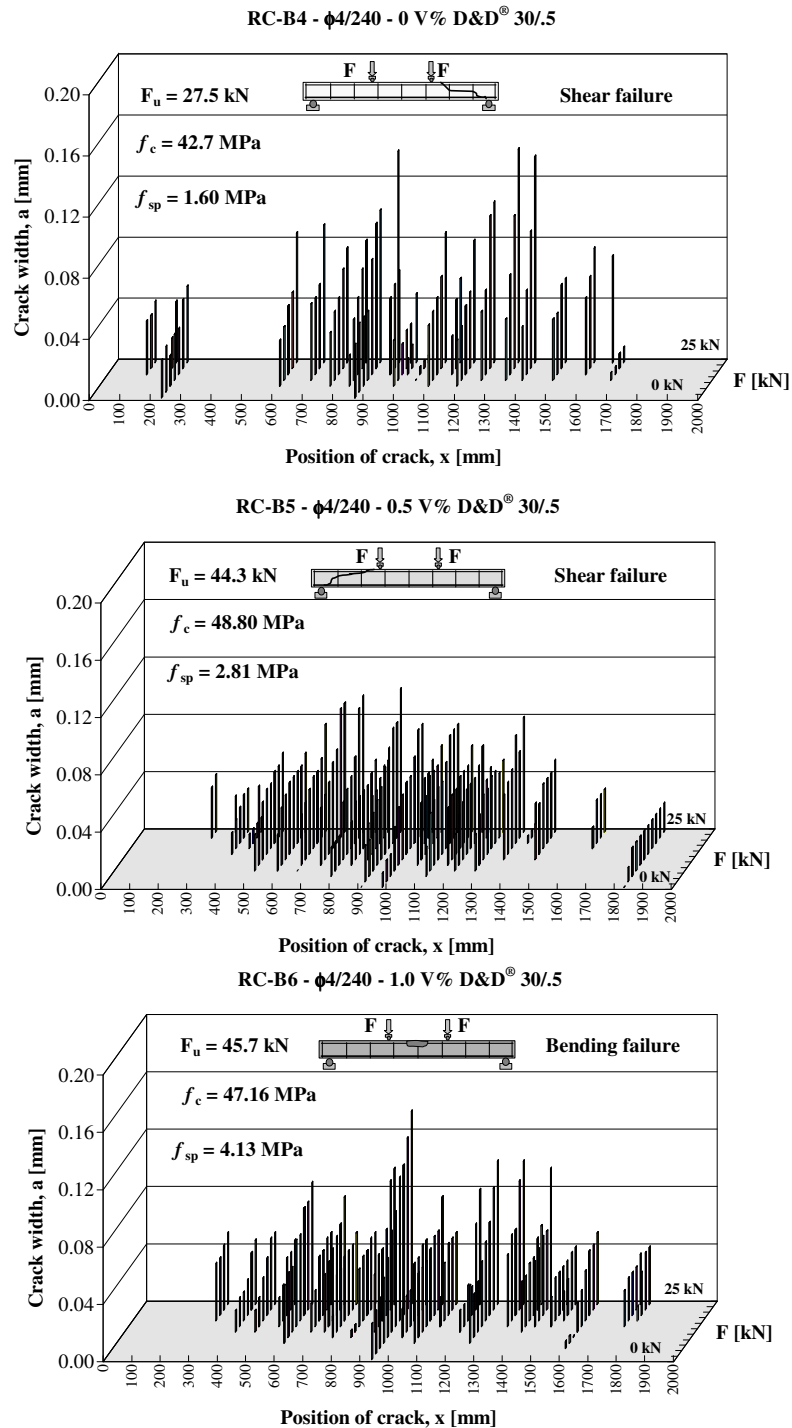 RC-B4 - ϕ4/240 - 0 V% D&D® 30/.5
F F
Fu = 27.5 kN
Shear failure
fc = 42.7 MPa
fsp = 1.60 MPa
0.20
0.16
0.12
0.08
0.04
0.00
Crack width, a [mm]
25 kN
0 kN
F [kN]
0 100 200 300 400 500 600 700 800 900 1000 1100 1200 1300 1400 1500 1600 1700 1800 1900 2000
Position of crack, x [mm]
RC-B5 - ϕ4/240 - 0.5 V% D&D® 30/.5
F F
Fu = 44.3 kN
Shear failure
fc = 48.80 MPa
fsp = 2.81 MPa
0.20
0.16
0.12
0.08
0.04
0.00
Crack width, a [mm]
25 kN
0 kN
F [kN]
0 100 200 300 400 500 600 700 800 900 1000 1100 1200 1300 1400 1500 1600 1700 1800 1900 2000
Position of crack, x [mm]
RC-B6 - ϕ4/240 - 1.0 V% D&D® 30/.5
F F
Fu = 45.7 kN
Bending failure
fc = 47.16 MPa
fsp = 4.13 MPa
0.20
0.16
0.12
0.08
0.04
0.00
Crack width, a [mm]
25 kN
0 kN
F [kN]
0 100 200 300 400 500 600 700 800 900 1000 1100 1200 1300 1400 1500 1600 1700 1800 1900 2000
Position of crack, x [mm]